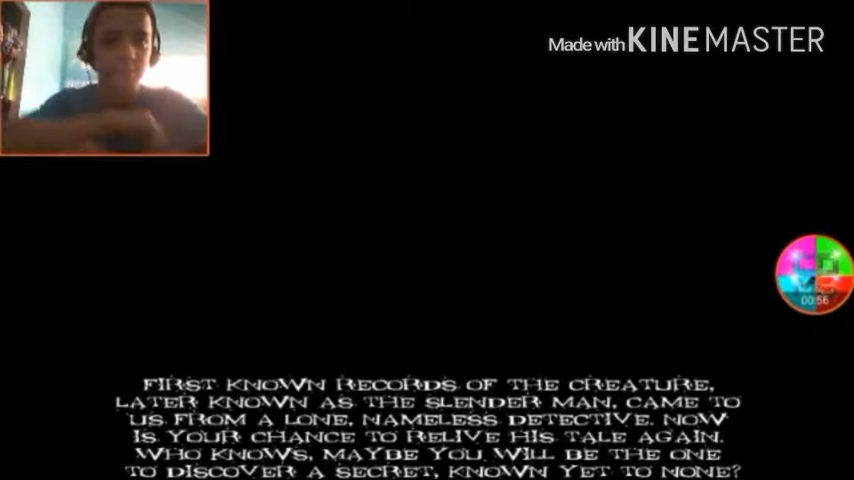 Made with KINEMASTER
00:56
FIRST KNOWN RECORDS OF THE CREATURE,
LATER KNOWN AS THE SLENDER MAN, CAME TO
US FROM A LONE, NAMELESS DETECTIVE. NOW
IS YOUR CHANCE TO RELIVE HIS TALE AGAIN.
WHO KNOWS, MAYBE YOU WILL BE THE ONE
TO DISCOVER A SECRET, KNOWN YET TO NONE?